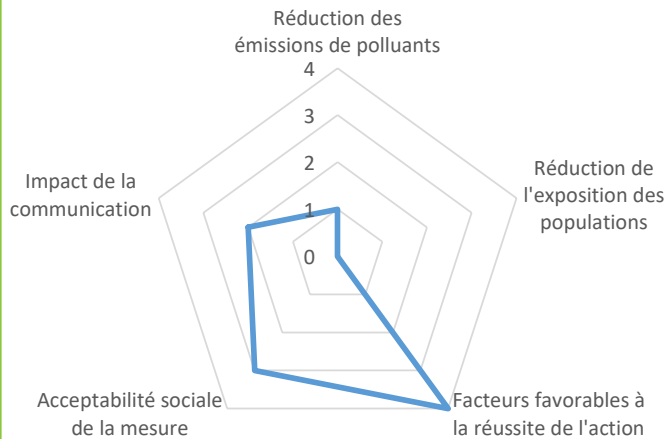 Réduction des
émissions de polluants
4
3
2
1
0
Réduction de
l'exposition des
populations
Facteurs favorables à
la réussite de l'action
Acceptabilité sociale
de la mesure
Impact de la
communication